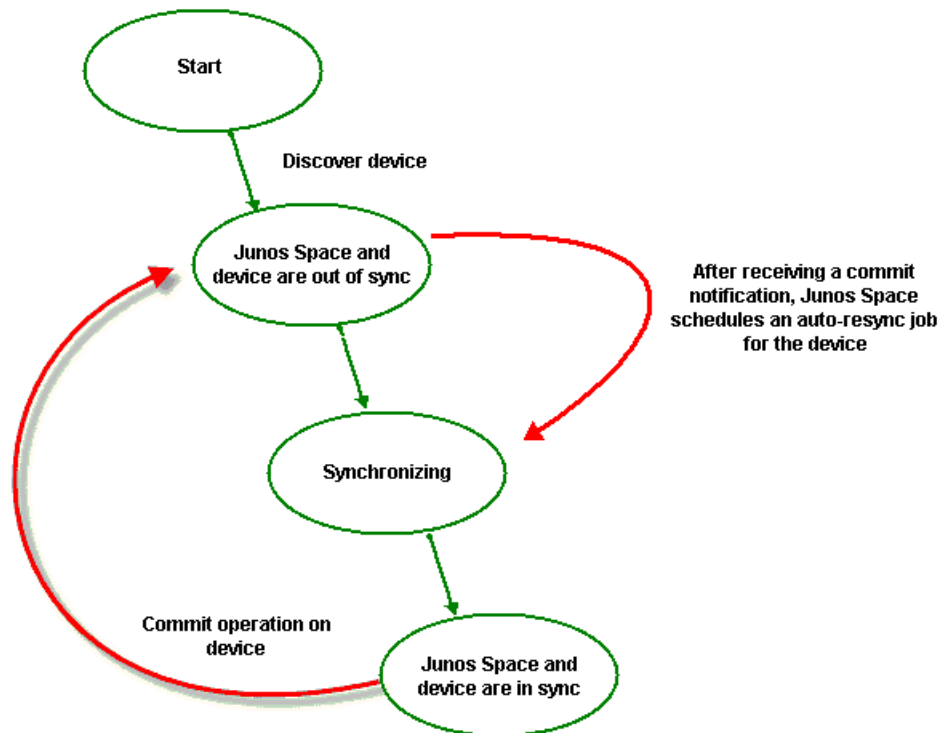 Start
Discover device
Junos Space and
device are out of sync
After receiving a commit
notification, Junos Space
schedules an auto-resync job
for the device
Synchronizing
Commit operation on
device
Junos Space and
device are in sync